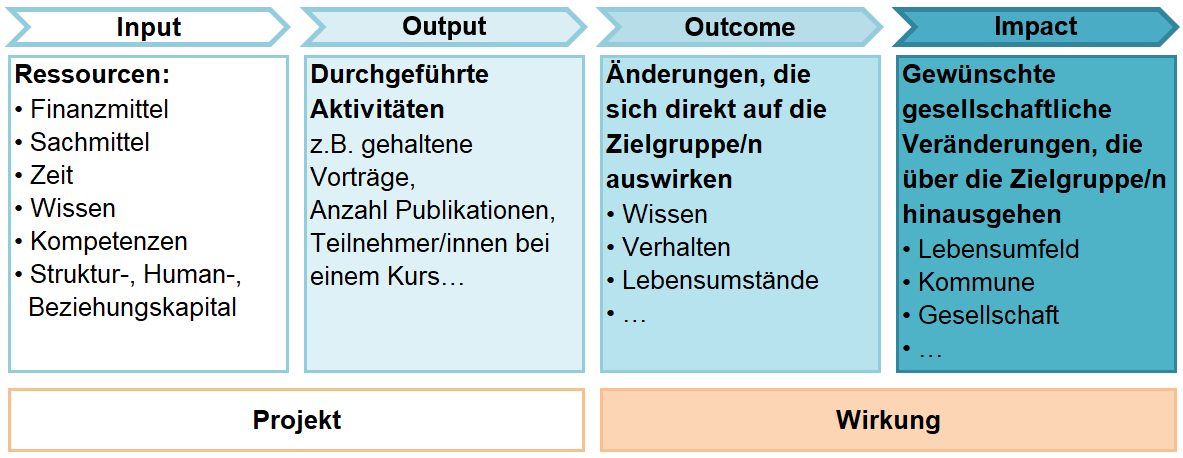 Input
Output
Outcome
Impact
Ressourcen:
• Finanzmittel
• Sachmittel
• Zeit
• Wissen
• Kompetenzen
• Struktur-, Human-,
Beziehungskapital
Durchgeführte
Aktivitäten
z.B. gehaltene
Vorträge,
Anzahl Publikationen,
Teilnehmer/innen bei
einem Kurs…
Änderungen, die
sich direkt auf die
Zielgruppe/n
auswirken
• Wissen
• Verhalten
• Lebensumstände
• …
Gewünschte
gesellschaftliche
Veränderungen, die
über die Zielgruppe/n
hinausgehen
• Lebensumfeld
• Kommune
• Gesellschaft
• …
Projekt
Wirkung